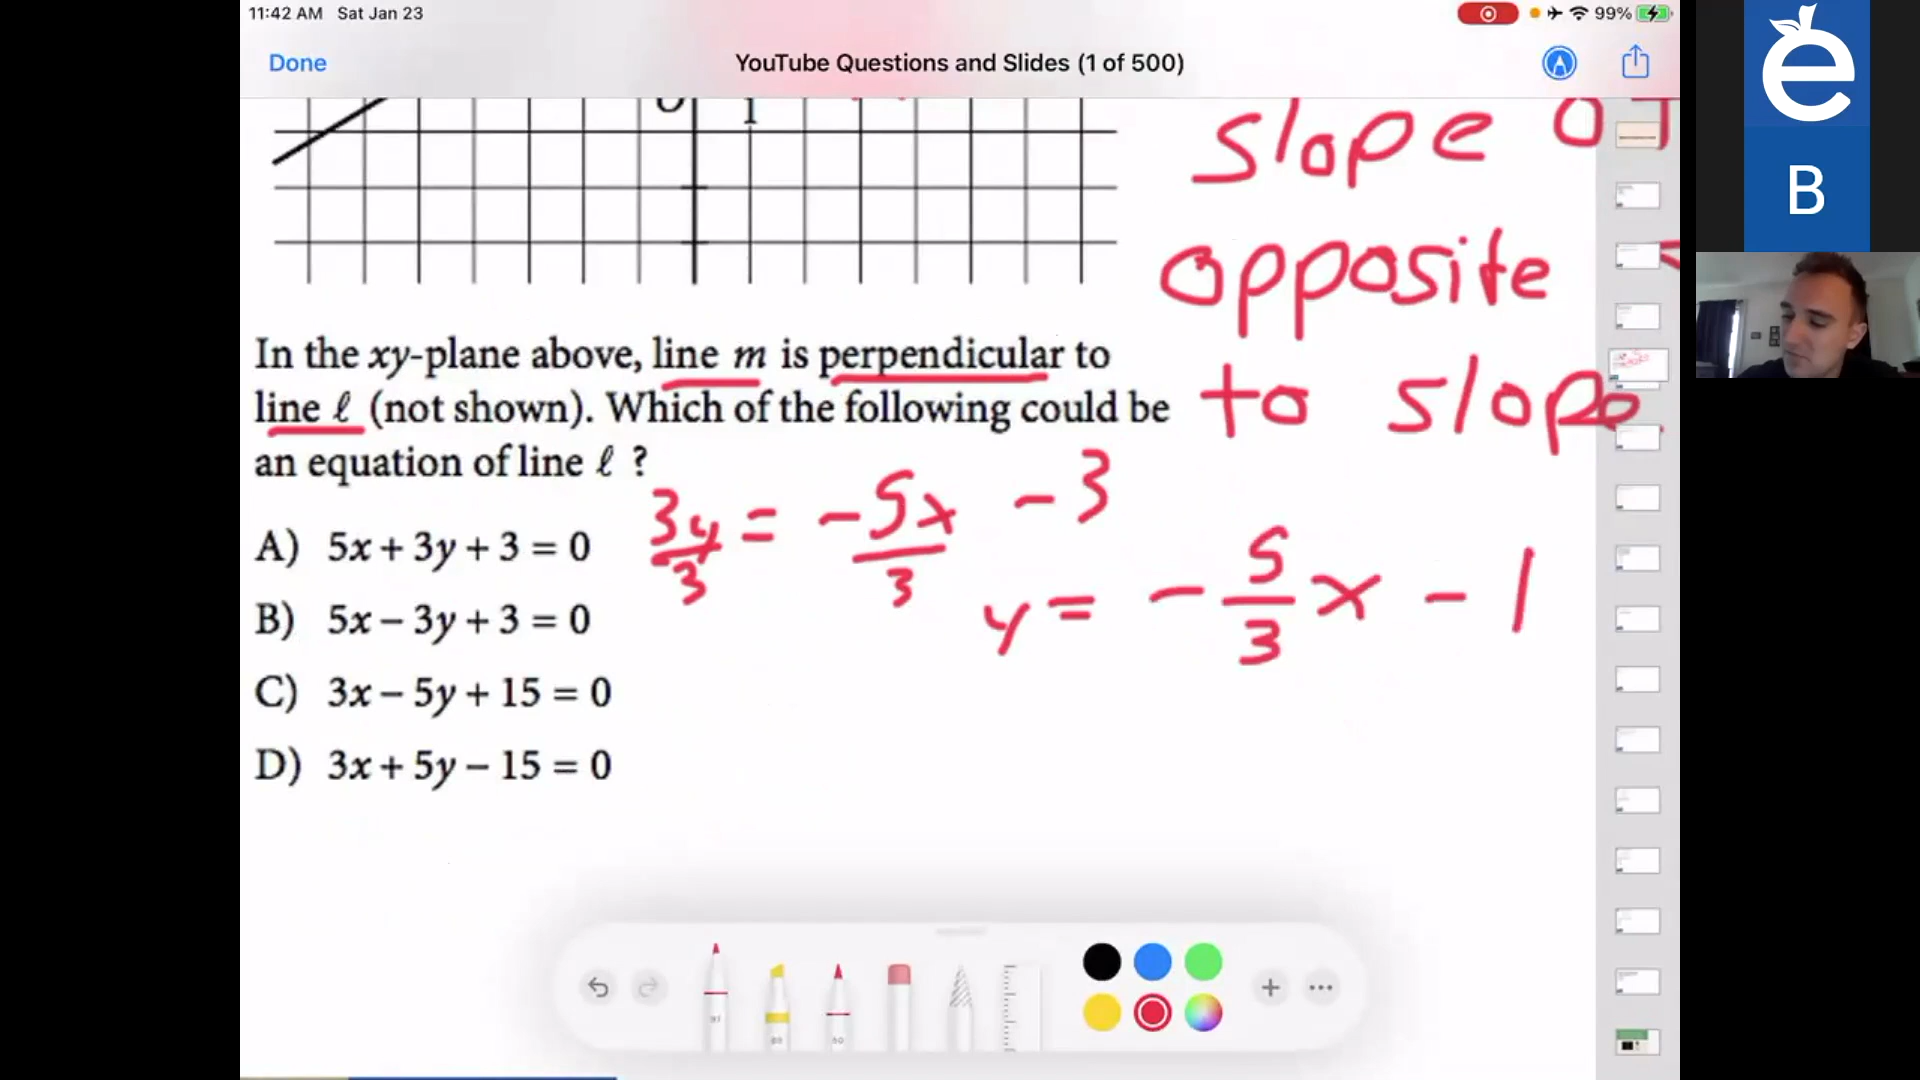 11:42 AM Sat Jan 23
99%
Done
YouTube Questions and Slides (1 of 500)
e
B
1
slope of
opposite
to slope
In the xy-plane above, line m is perpendicular to
line ℓ (not shown). Which of the following could be
an equation of line ℓ ?
3y/3 = -5x/3 - 3
A) 5x + 3y + 3 = 0
y = -5/3 x - 1
B) 5x – 3y + 3 = 0
C) 3x – 5y + 15 = 0
D) 3x + 5y – 15 = 0